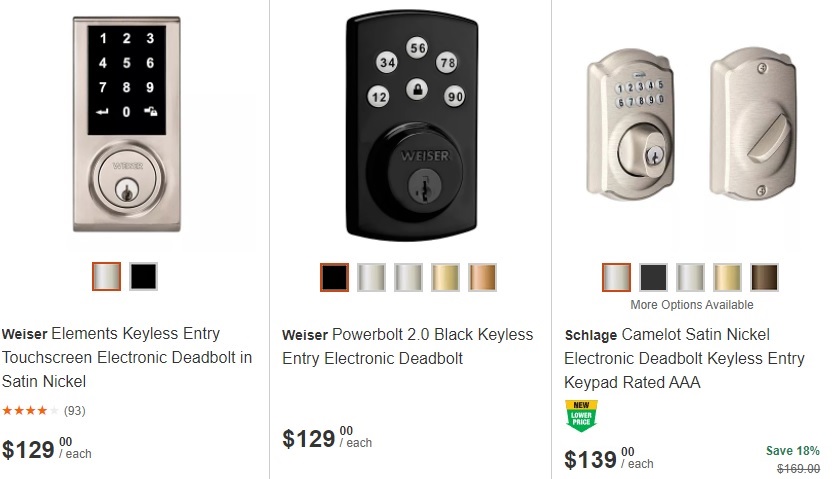 1 2 3
4 5 6
7 8 9
0
WEISER
Weiser Elements Keyless Entry
Touchscreen Electronic Deadbolt in
Satin Nickel
(93)
$129 00 / each
56
34 78
12 90
WEISER
Weiser Powerbolt 2.0 Black Keyless
Entry Electronic Deadbolt
$129 00 / each
1 2 3 4 5
6 7 8 9 0
More Options Available
Schlage Camelot Satin Nickel
Electronic Deadbolt Keyless Entry
Keypad Rated AAA
NEW
LOWER
PRICE
$139 00 / each
Save 18%
$169.00